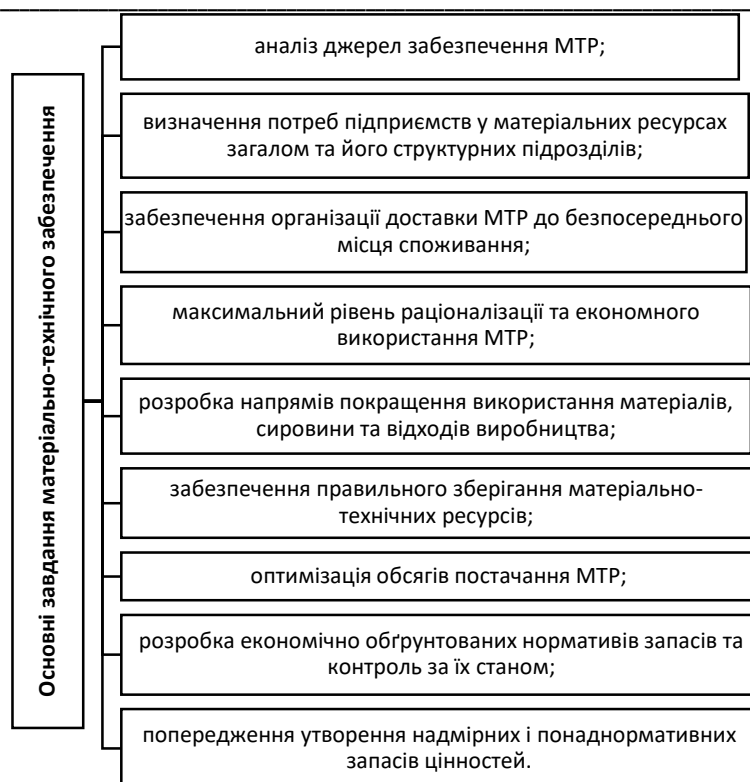 Основні завдання матеріально-технічного забезпечення
аналіз джерел забезпечення МТР;
визначення потреб підприємств у матеріальних ресурсах
загалом та його структурних підрозділів;
забезпечення організації доставки МТР до безпосереднього
місця споживання;
максимальний рівень раціоналізації та економного
використання МТР;
розробка напрямів покращення використання матеріалів,
сировини та відходів виробництва;
забезпечення правильного зберігання матеріально-
технічних ресурсів;
оптимізація обсягів постачання МТР;
розробка економічно обґрунтованих нормативів запасів та
контроль за їх станом;
попередження утворення надмірних і понаднормативних
запасів цінностей.